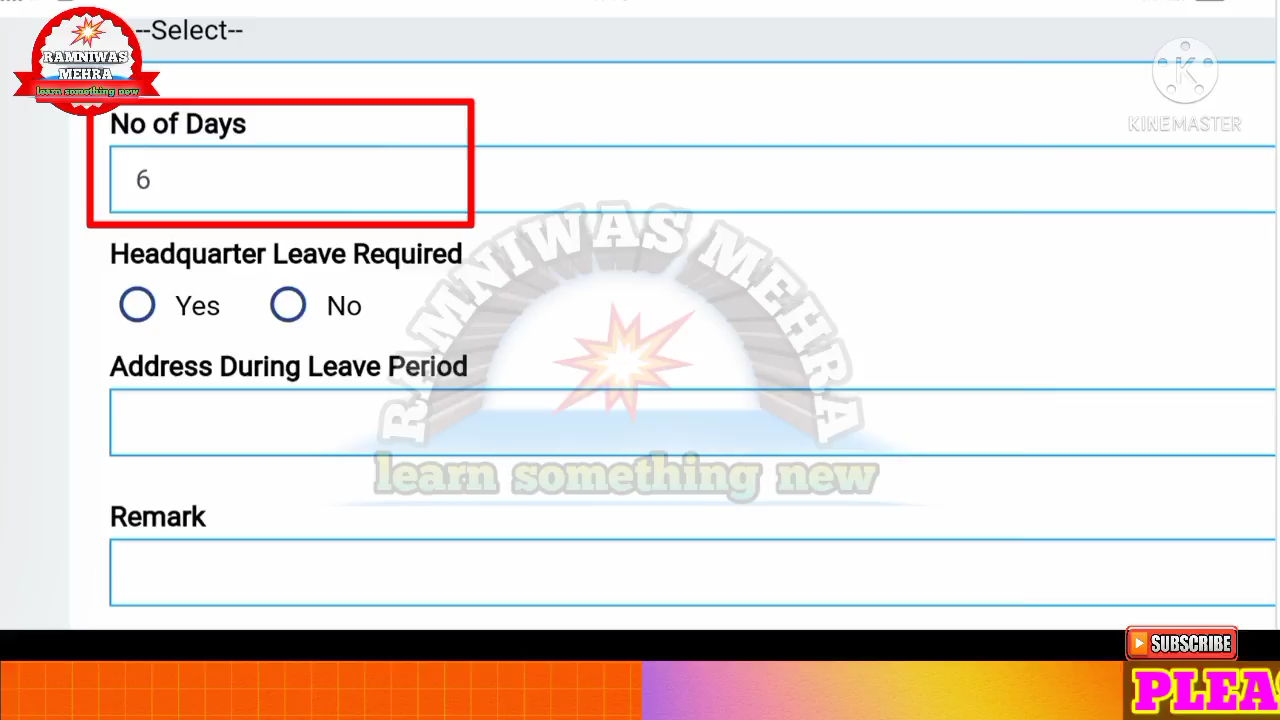 --Select--
RAMNIWAS
MEHRA
learn something new
KINEMASTER
No of Days
6
Headquarter Leave Required
Yes
No
Address During Leave Period
RAMNIWAS MEHRA
learn something new
Remark
SUBSCRIBE
PLEA